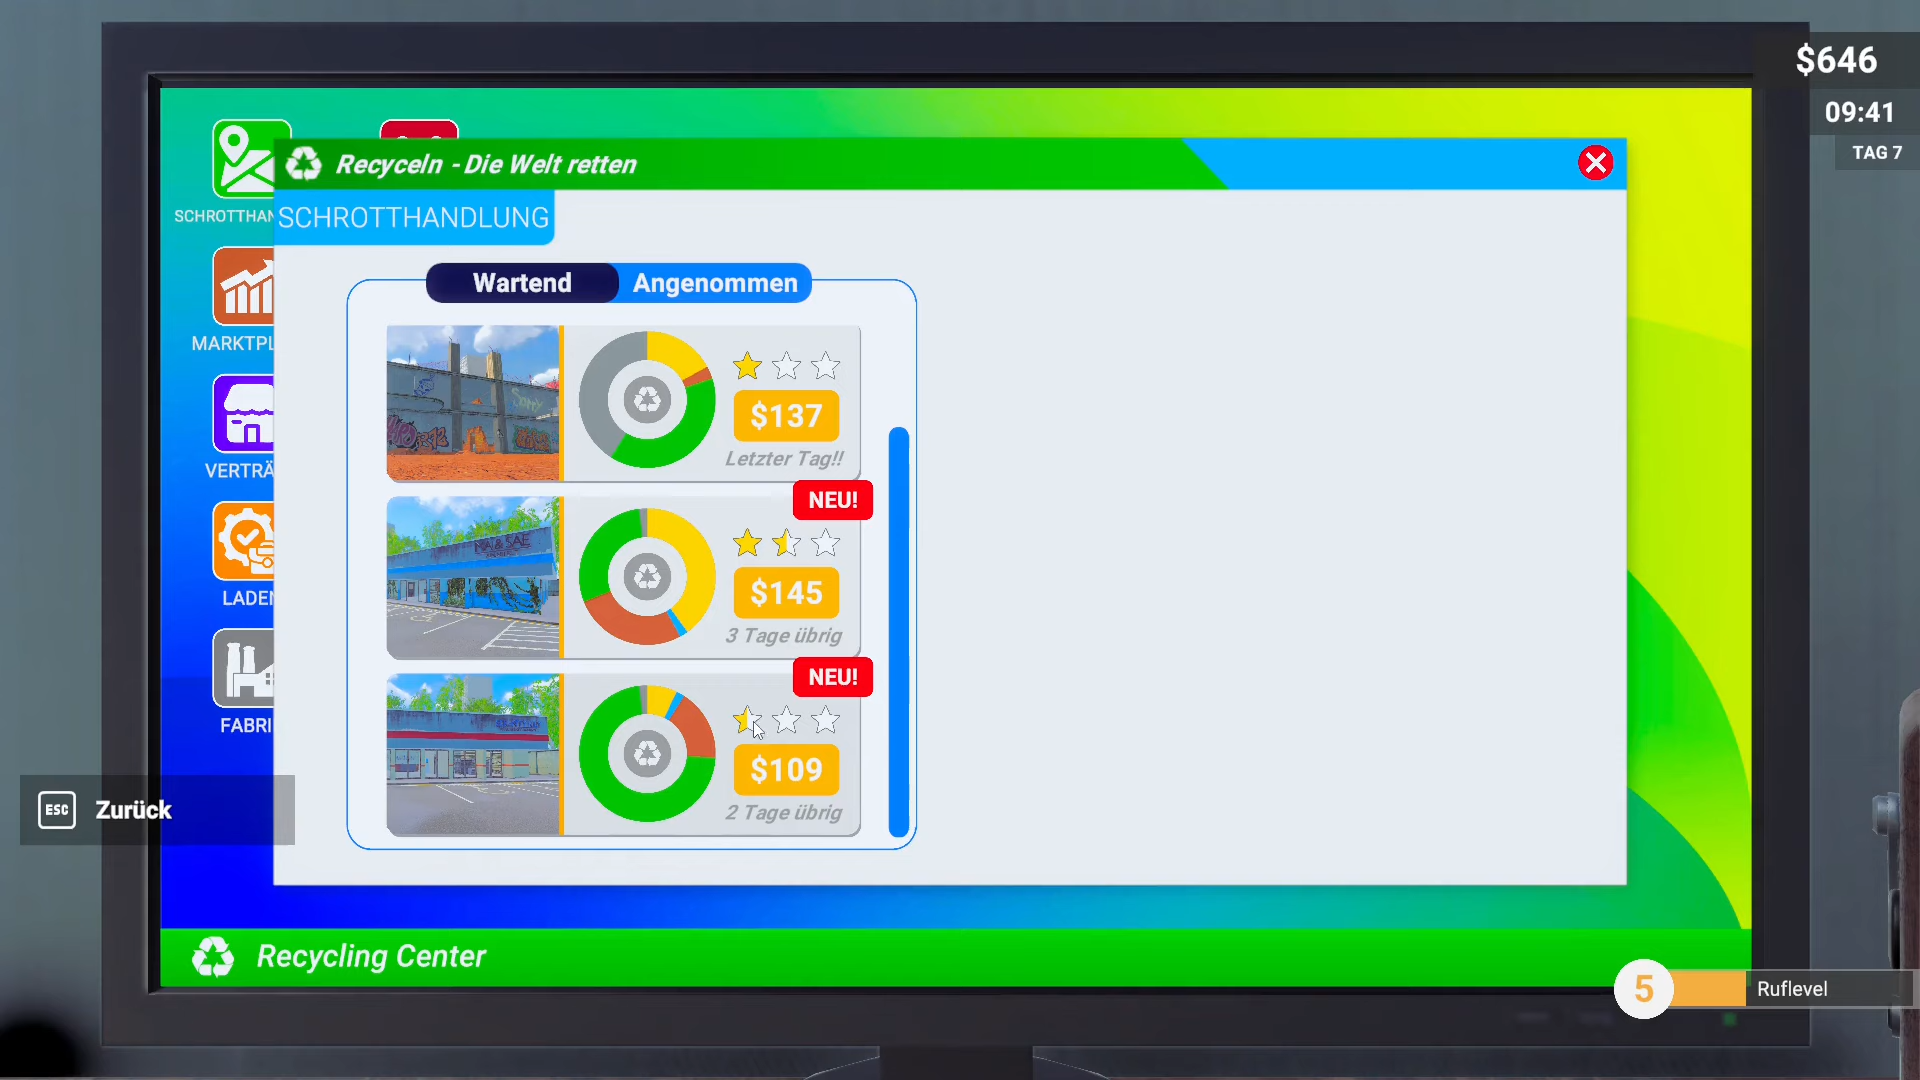 $646
09:41
TAG 7
Recyceln - Die Welt retten
SCHROTTHAN
SCHROTTHANDLUNG
Wartend
Angenommen
MARKTPL
$137
Letzter Tag!!
NEU!
VERTRÄ
$145
3 Tage übrig
LADEN
NEU!
FABRI
$109
2 Tage übrig
ESC Zurück
Recycling Center
5
Ruflevel